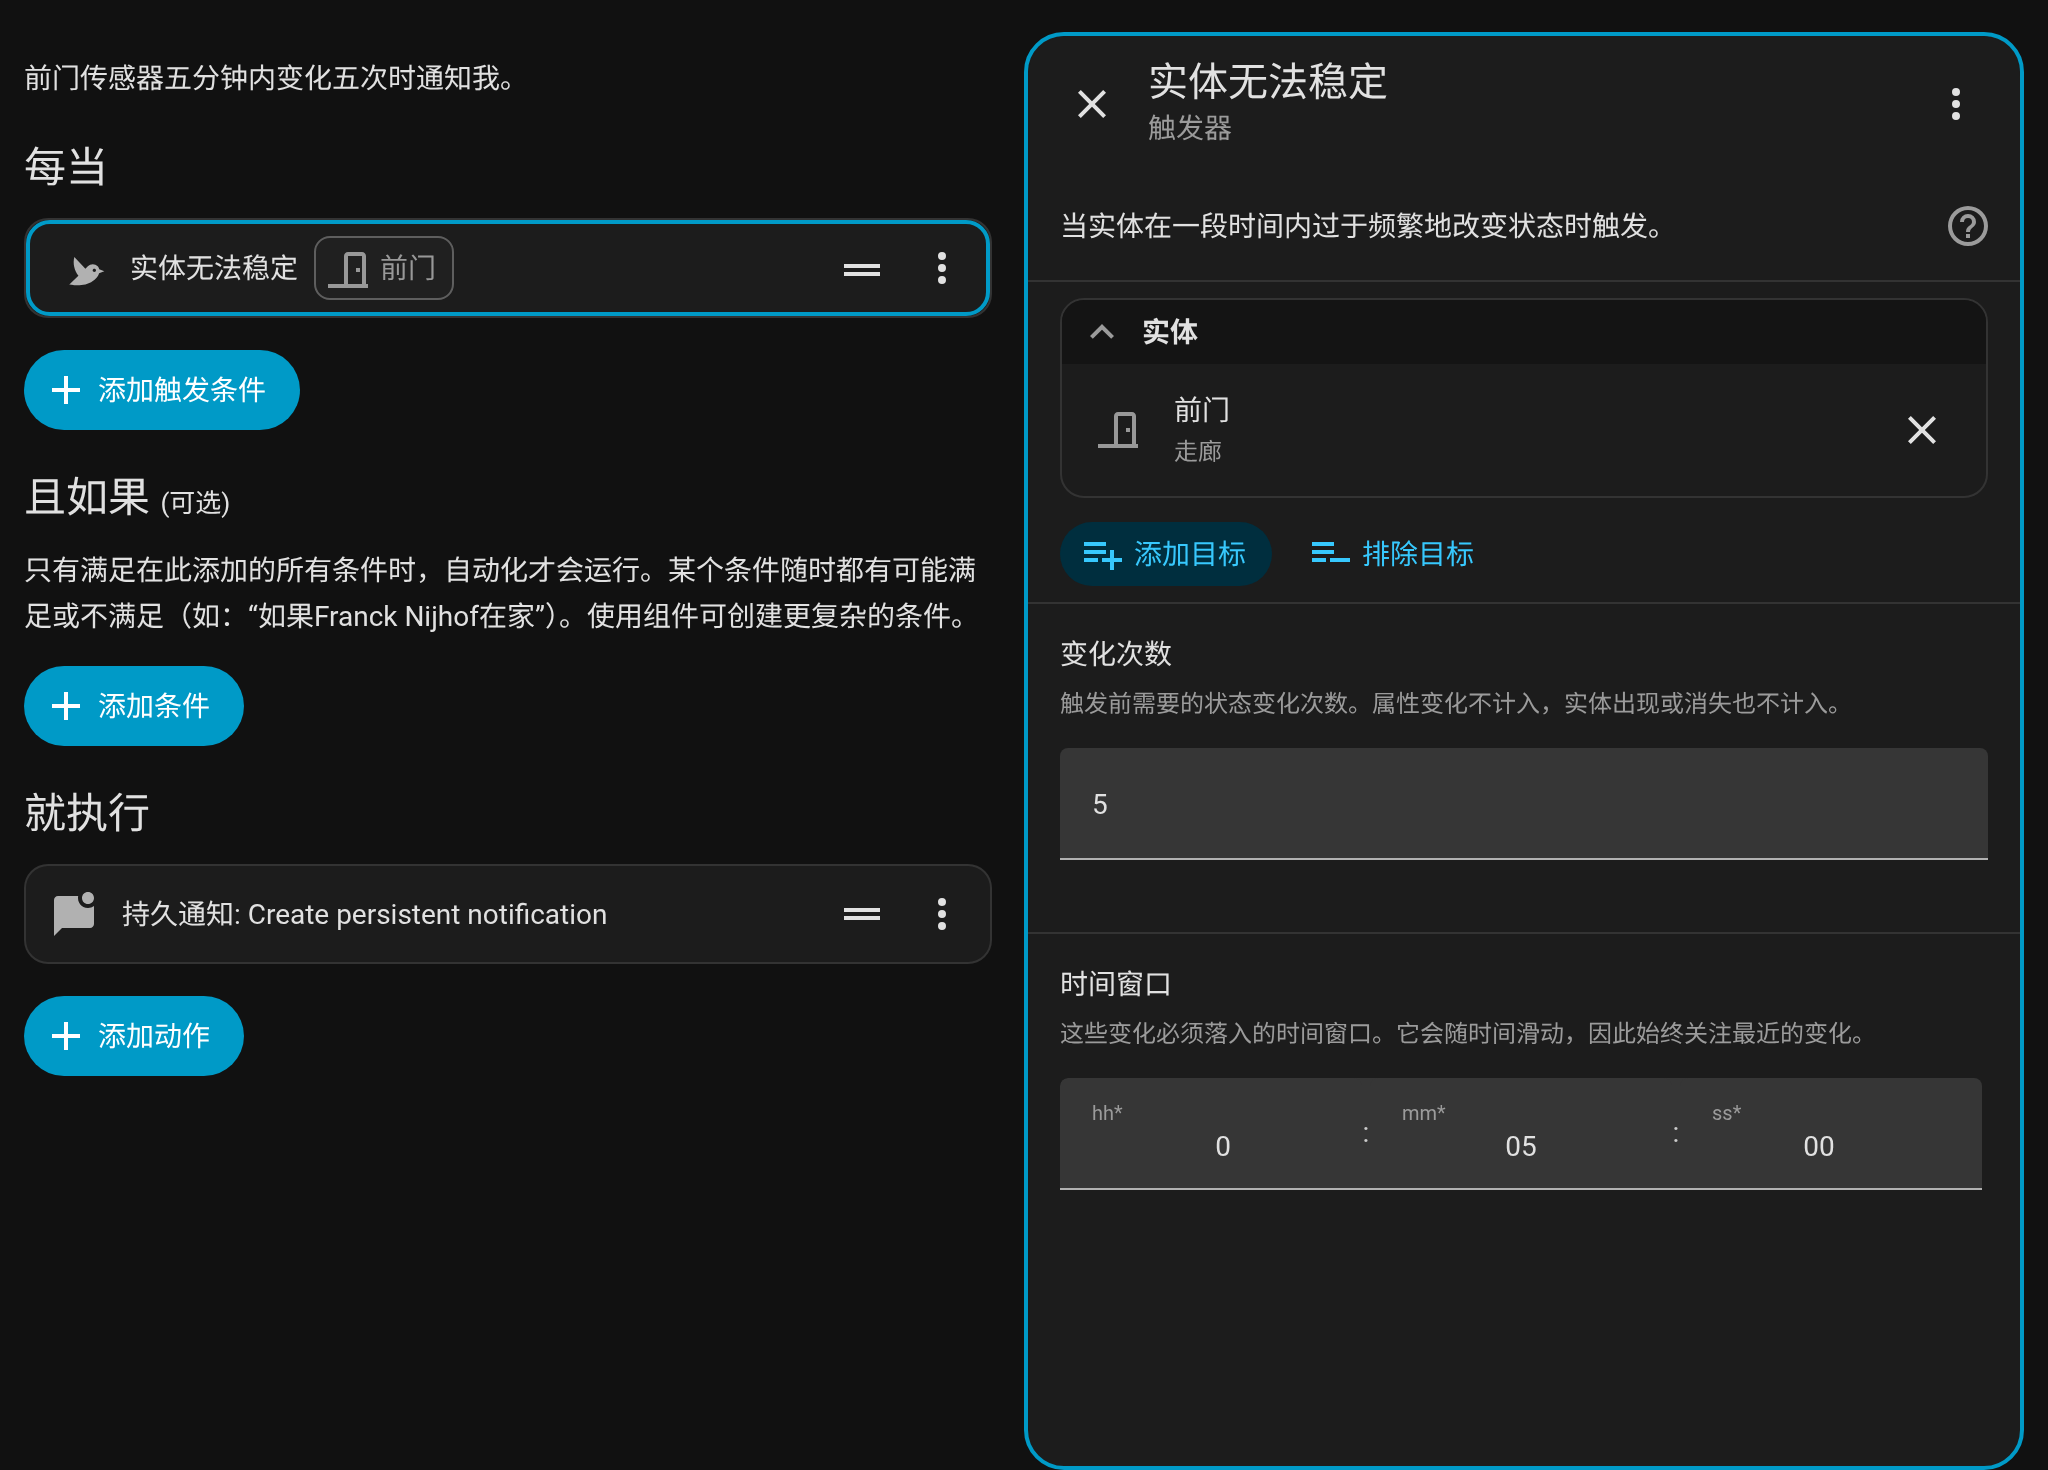 前门传感器五分钟内变化五次时通知我。
每当
实体无法稳定 前门
添加触发条件
且如果 (可选)
只有满足在此添加的所有条件时，自动化才会运行。某个条件随时都有可能满
足或不满足（如：“如果Franck Nijhof在家”）。使用组件可创建更复杂的条件。
添加条件
就执行
持久通知: Create persistent notification
添加动作
实体无法稳定
触发器
当实体在一段时间内过于频繁地改变状态时触发。
实体
前门
走廊
添加目标 排除目标
变化次数
触发前需要的状态变化次数。属性变化不计入，实体出现或消失也不计入。
5
时间窗口
这些变化必须落入的时间窗口。它会随时间滑动，因此始终关注最近的变化。
hh* mm* ss*
0 : 05 : 00